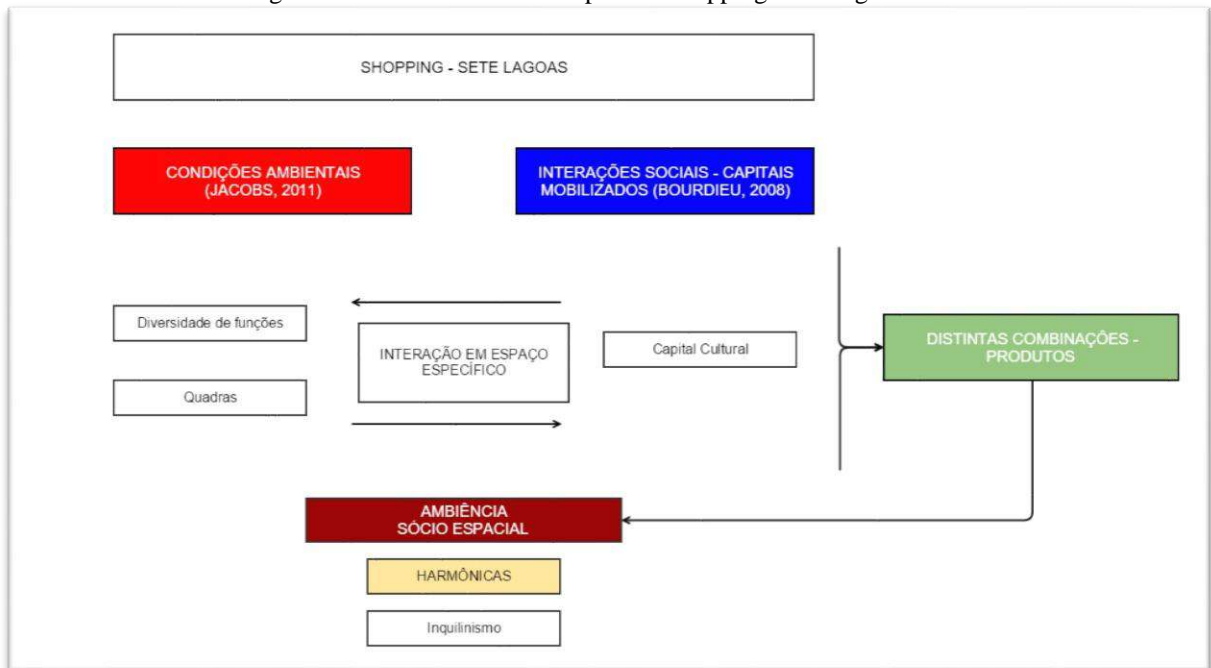 SHOPPING - SETE LAGOAS
CONDIÇÕES AMBIENTAIS
(JACOBS, 2011)
INTERAÇÕES SOCIAIS - CAPITAIS
MOBILIZADOS (BOURDIEU, 2008)
Diversidade de funções
Quadras
INTERAÇÃO EM ESPAÇO
ESPECÍFICO
Capital Cultural
DISTINTAS COMBINAÇÕES -
PRODUTOS
AMBIÊNCIA
SÓCIO ESPACIAL
HARMÔNICAS
Inquilinismo